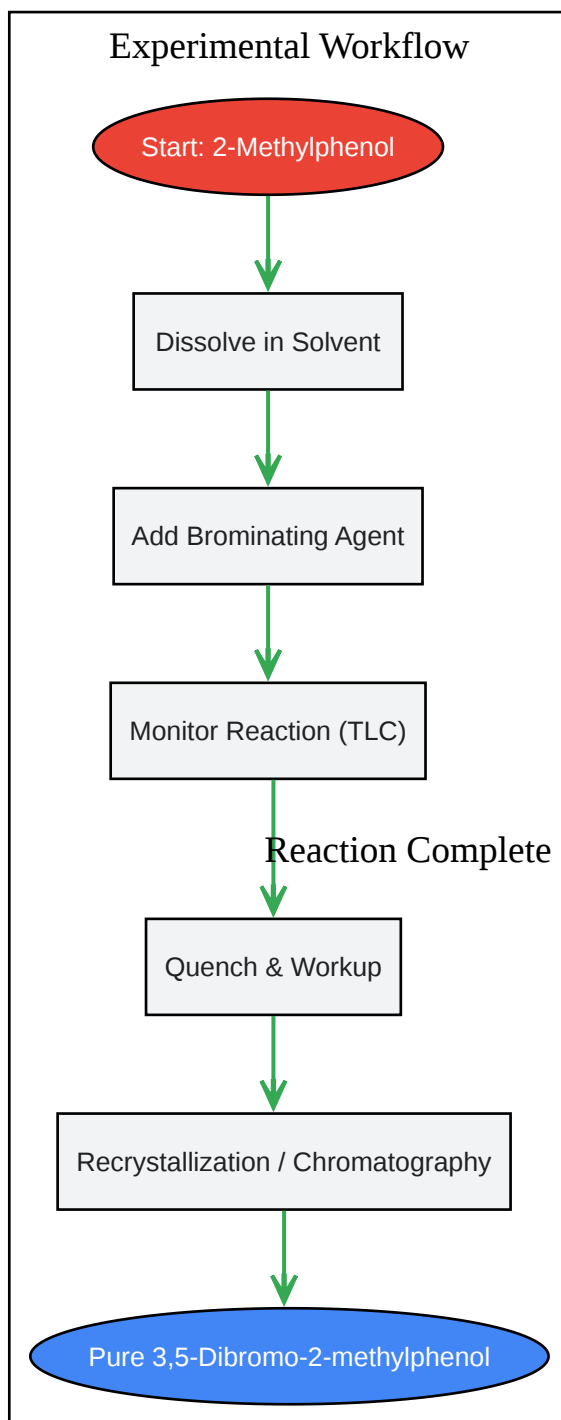 Experimental Workflow
Start: 2-Methylphenol
Dissolve in Solvent
Add Brominating Agent
Monitor Reaction (TLC)
Reaction Complete
Quench & Workup
Recrystallization / Chromatography
Pure 3,5-Dibromo-2-methylphenol